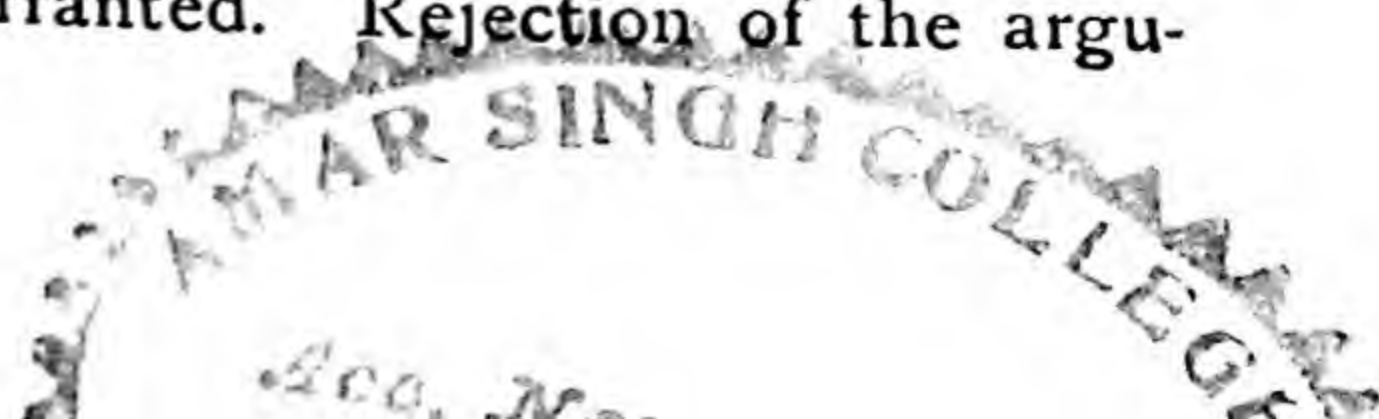 rranted. Rejection of the argu-
AMAR SINGH COLLEGE
Acc. No